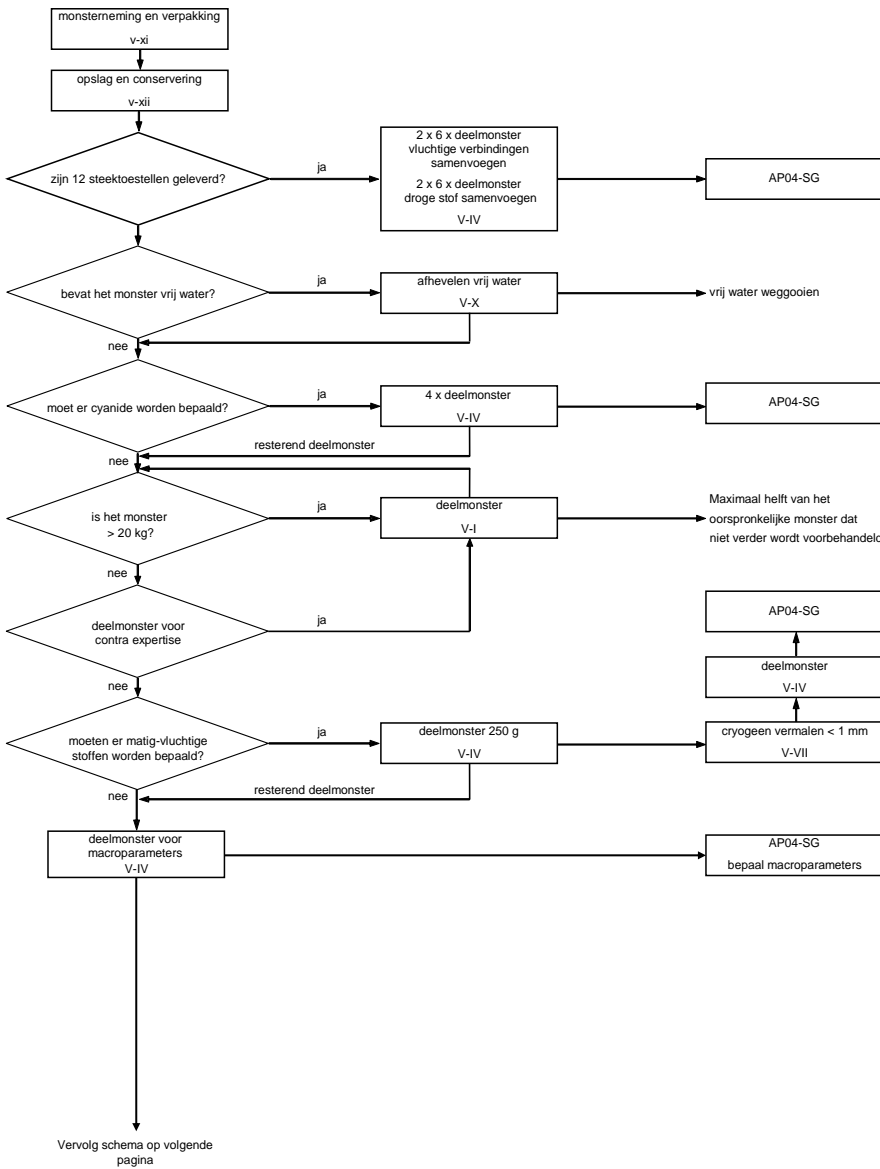 monsterneming en verpakking
v-xi
opslag en conservering
v-xii
zijn 12 steektoestellen geleverd?
ja
2 x 6 x deelmonster
vluchtige verbindingen
samenvoegen
2 x 6 x deelmonster
droge stof samenvoegen
V-IV
AP04-SG
bevat het monster vrij water?
ja
afhevelen vrij water
V-X
vrij water weggooien
nee
moet er cyanide worden bepaald?
ja
4 x deelmonster
V-IV
AP04-SG
resterend deelmonster
nee
is het monster
> 20 kg?
ja
deelmonster
V-I
Maximaal helft van het
oorspronkelijke monster dat
niet verder wordt voorbehandeld
nee
deelmonster voor
contra expertise
ja
AP04-SG
deelmonster
V-IV
nee
moeten er matig-vluchtige
stoffen worden bepaald?
ja
deelmonster 250 g
V-IV
cryogeen vermalen < 1 mm
V-VII
resterend deelmonster
nee
deelmonster voor
macroparameters
V-IV
AP04-SG
bepaal macroparameters
Vervolg schema op volgende
pagina